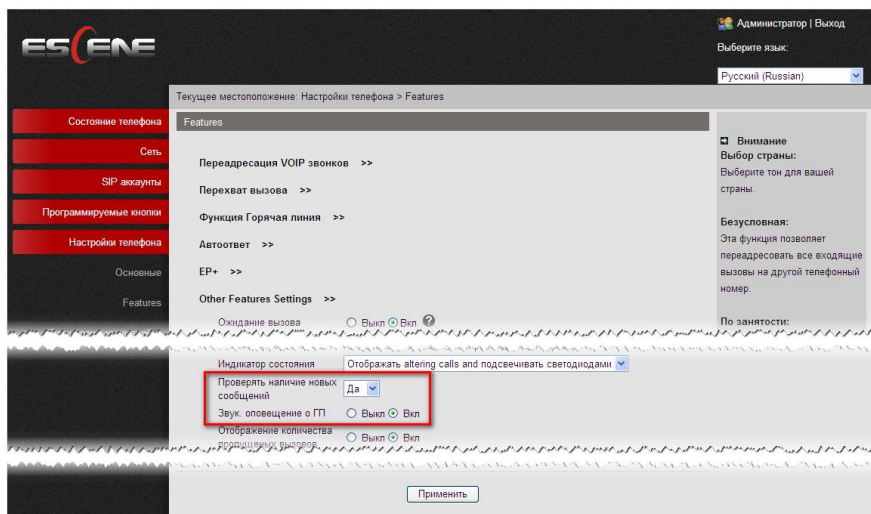 ESCENE
Администратор | Выход
Выберите язык:
Русский (Russian)
Текущее местоположение: Настройки телефона > Features
Состояние телефона
Сеть
SIP аккаунты
Программируемые кнопки
Настройки телефона
Основные
Features
Features
Переадресация VOIP звонков >>
Перехват вызова >>
Функция Горячая линия >>
Автоответ >>
EP+ >>
Other Features Settings >>
Ожидание вызова Выкл Вкл ?
Индикатор состояния Отображать altering calls and подсвечивать светодиодами
Проверять наличие новых
сообщений Да
Звук. оповещение о ГП Выкл Вкл
Отображение количества
пропущеных вызовов Выкл Вкл
Применить
Внимание
Выбор страны:
Выберите тон для вашей
страны.
Безусловная:
Эта функция позволяет
переадресовать все входящие
вызовы на другой телефонный
номер.
По занятости: